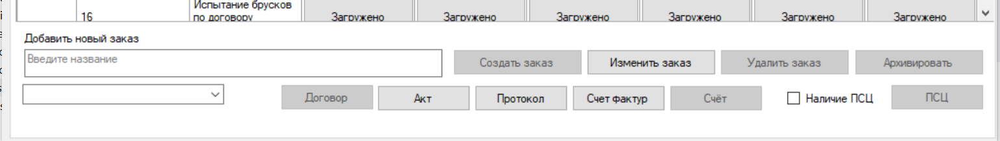 Испытание брусков
16 по договору Загружено Загружено Загружено Загружено Загружено Загружено
Добавить новый заказ
Введите название Создать заказ Изменить заказ Удалить заказ Архивировать
Договор Акт Протокол Счет фактур Счёт Наличие ПСЦ ПСЦ